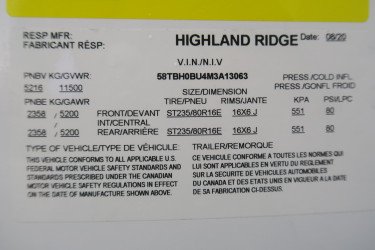 RESP MFR:
FABRICANT RÉSP: HIGHLAND RIDGE Date: 08/20
V.I.N/N.I.V
PNBV KG/GVWR: 58TBH0BU4M3A13063 PRESS./COLD INFL.
5216 11500 SIZE/DIMENSION PRESS./GONFL FROID
PNBE KG/GAWR TIRE/PNEU RIMS/JANTE KPA PSI/LPC
2358 / 5200 FRONT/DEVANT ST235/80R16E 16X6 J 551 80
INT/CENTRAL
2358 / 5200 REAR/ARRIÈRE ST235/80R16E 16X6 J 551 80
TYPE OF VEHICLE/TYPE DE VÉHICULE: TRAILER/REMORQUE
THIS VEHICLE CONFORMS TO ALL APPLICABLE U.S. CE VÉHICULE CONFORME A TOUTES LES NORMES QUI
FEDERAL MOTOR VEHICLE SAFETY STANDARDS AND LUI SONT APPLICABLES EN VERTU DU RÈGLEMENT
STANDARDS PRESCRIBED UNDER THE CANADIAN SUR LA SECURITE DE VEHICULES AUTOMOBILES
MOTOR VEHICLE SAFETY REGULATIONS IN EFFECT DU CANADA ET DES ETATS UNIS EN VIGUEUR A LA DATE
ON THE DATE OF MANUFACTURE SHOWN ABOVE. DE SA FABRICATION CI-DESSUS.